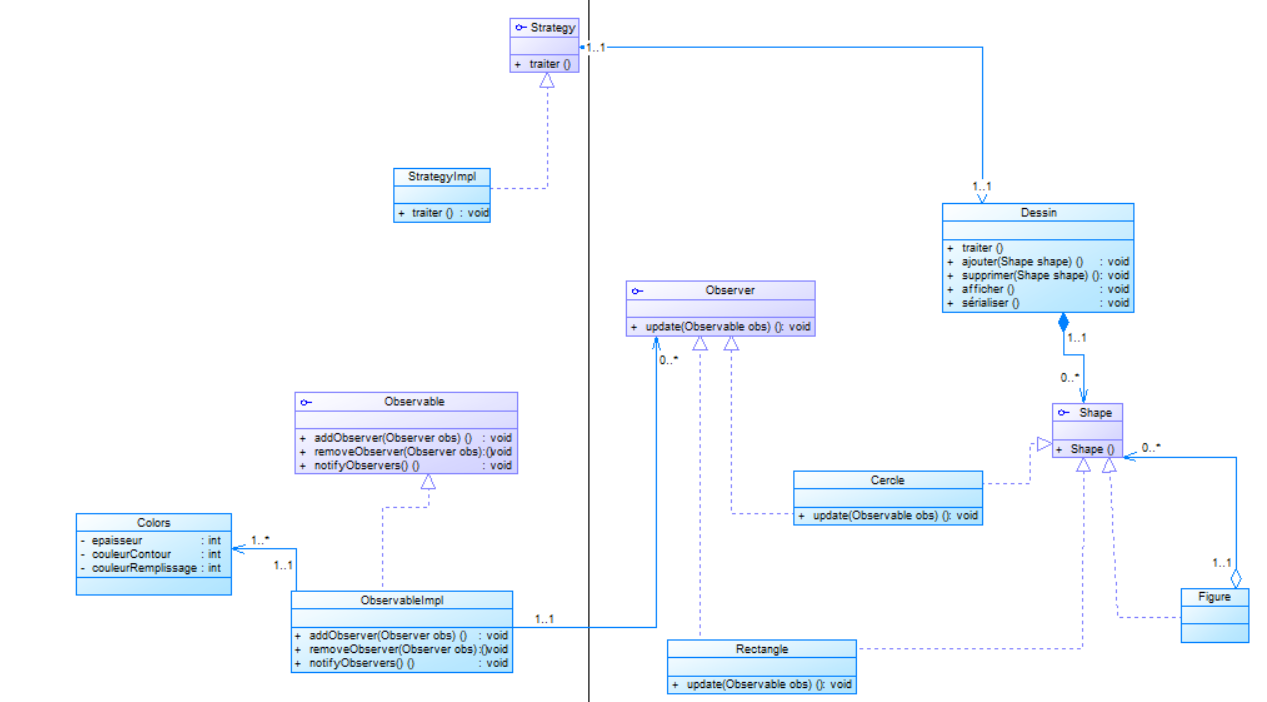 Strategy
+ traiter ()
1..1
StrategyImpl
+ traiter () : void
1..1
Dessin
+ traiter ()
+ ajouter(Shape shape) () : void
+ supprimer(Shape shape) (): void
+ afficher () : void
+ sérialiser () : void
Observer
+ update(Observable obs) (): void
0..*
1..1
0..*
Observable
+ addObserver(Observer obs) () : void
+ removeObserver(Observer obs):()void
+ notifyObservers() () : void
Shape
+ Shape ()
0..*
Cercle
+ update(Observable obs) (): void
Colors
- epaisseur : int
- couleurContour : int
- couleurRemplissage : int
1..*
1..1
ObservableImpl
+ addObserver(Observer obs) () : void
+ removeObserver(Observer obs):()void
+ notifyObservers() () : void
1..1
1..1
Figure
Rectangle
+ update(Observable obs) (): void